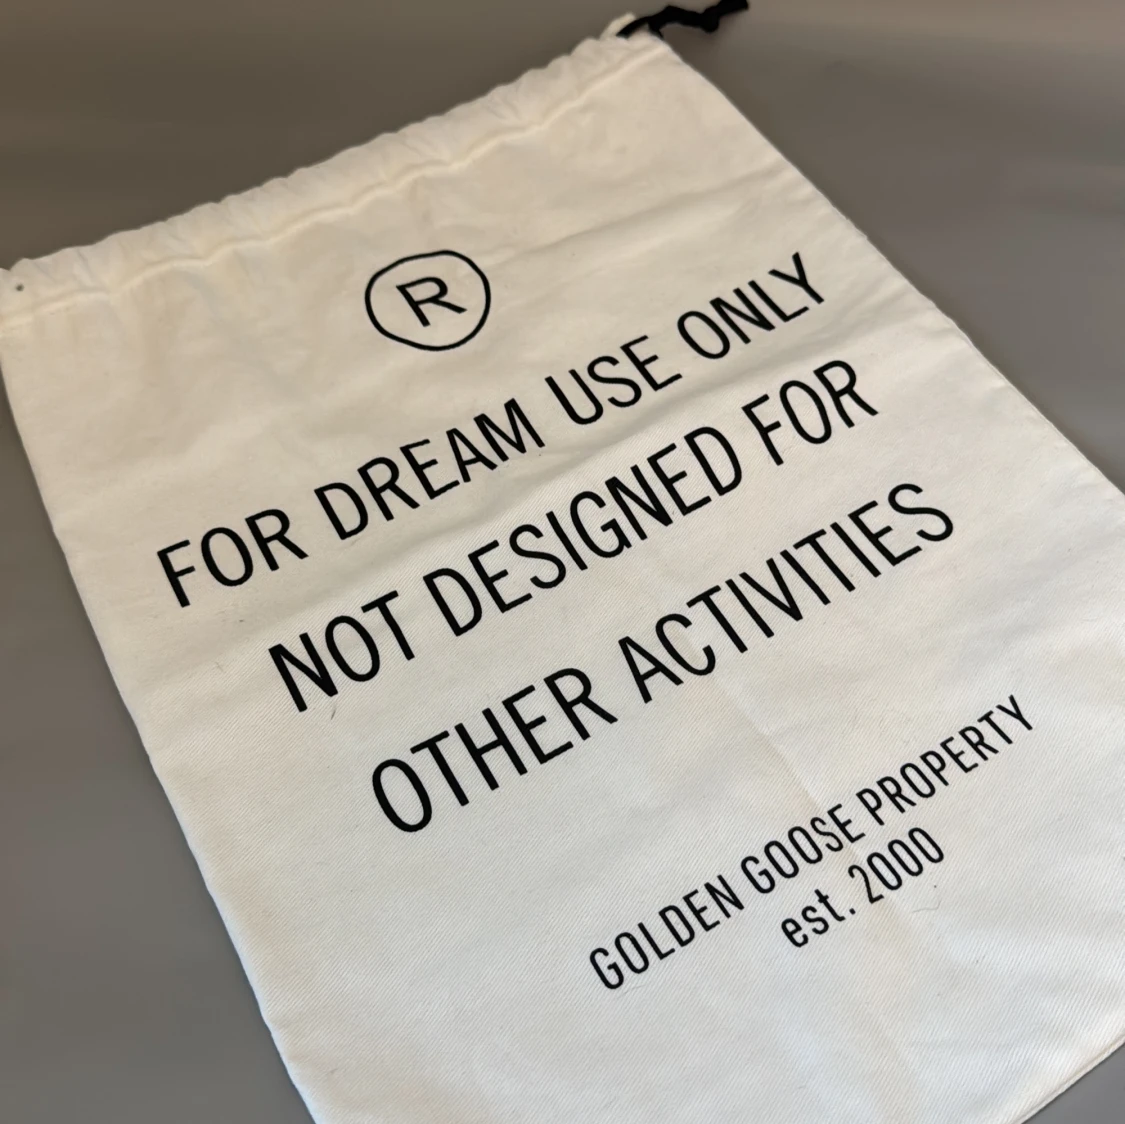 R
FOR DREAM USE ONLY
NOT DESIGNED FOR
OTHER ACTIVITIES
GOLDEN GOOSE PROPERTY
est. 2000